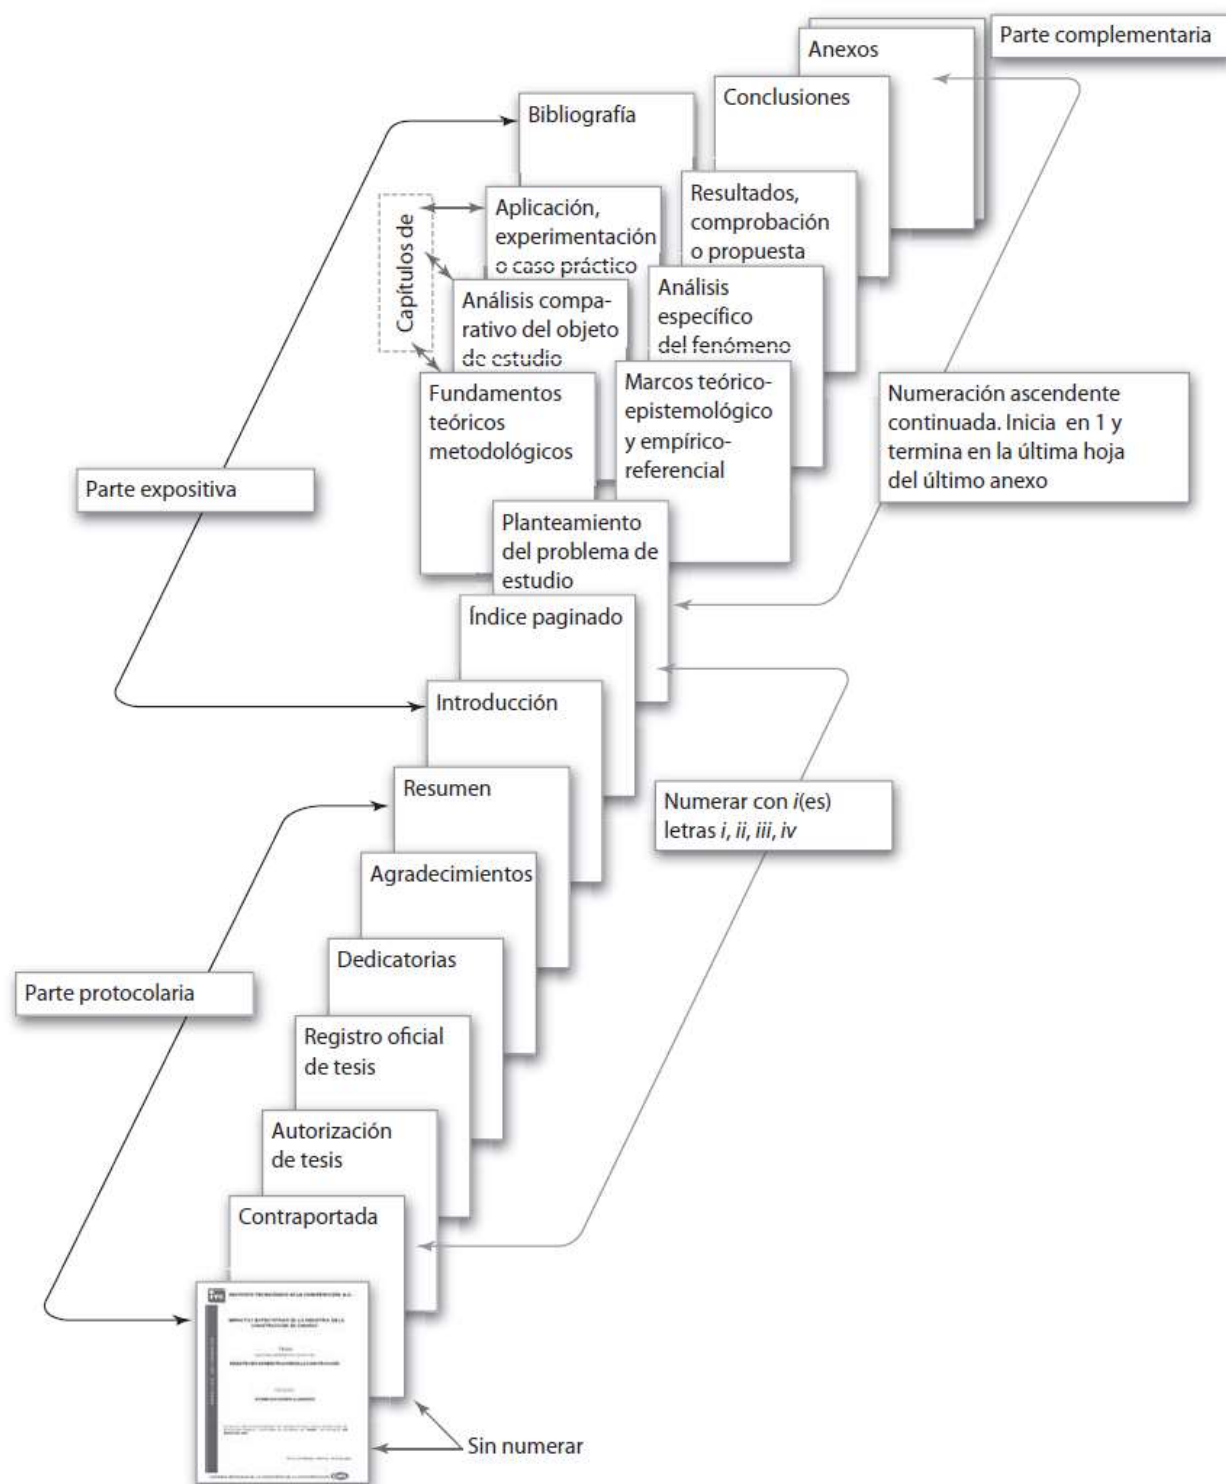 Parte complementaria
Anexos
Conclusiones
Bibliografía
Resultados,
comprobación
o propuesta
Aplicación,
experimentación
o caso práctico
Capítulos de
Análisis
específico
del fenómeno
Análisis compa-
rativo del objeto
de estudio
Marcos teórico-
epistemológico
y empírico-
referencial
Fundamentos
teóricos
metodológicos
Numeración ascendente
continuada. Inicia en 1 y
termina en la última hoja
del último anexo
Parte expositiva
Planteamiento
del problema de
estudio
Índice paginado
Introducción
Resumen
Numerar con i(es)
letras i, ii, iii, iv
Agradecimientos
Dedicatorias
Parte protocolaria
Registro oficial
de tesis
Autorización
de tesis
Contraportada
Sin numerar